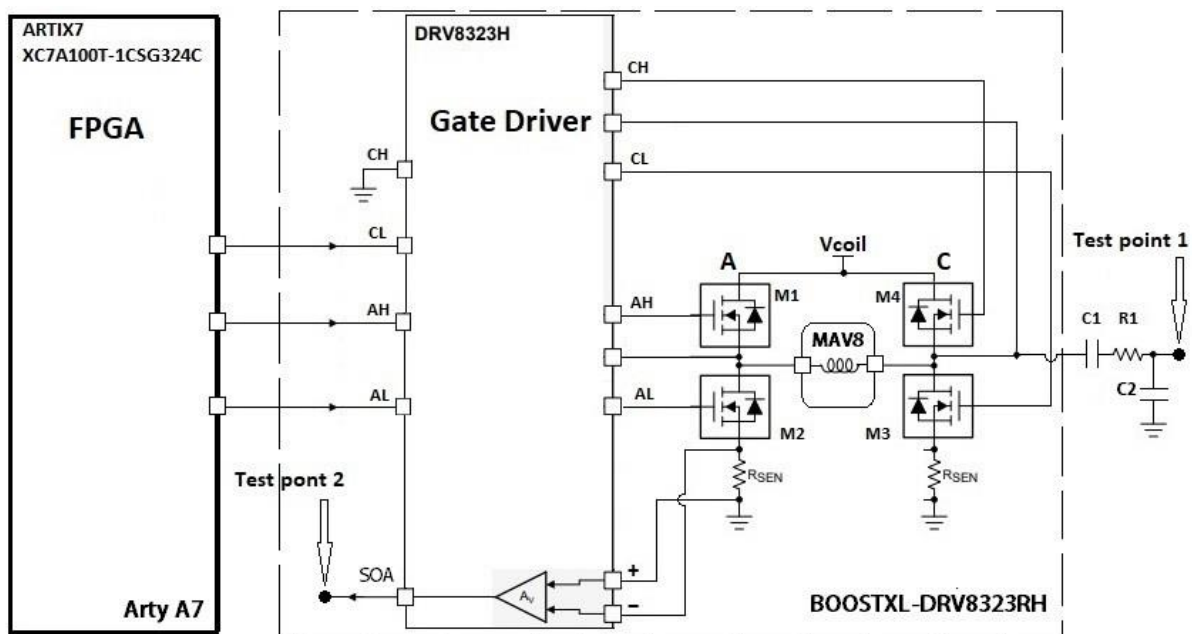 ARTIX7
XC7A100T-1CSG324C
FPGA
Arty A7
DRV8323H
Gate Driver
CH
CL
AH
AL
CH
CL
AH
AL
Test pont 2
SOA
Av
+
−
Vcoil
A
C
M1
M4
MAV8
M2
M3
RSEN
RSEN
C1
R1
C2
Test point 1
BOOSTXL-DRV8323RH